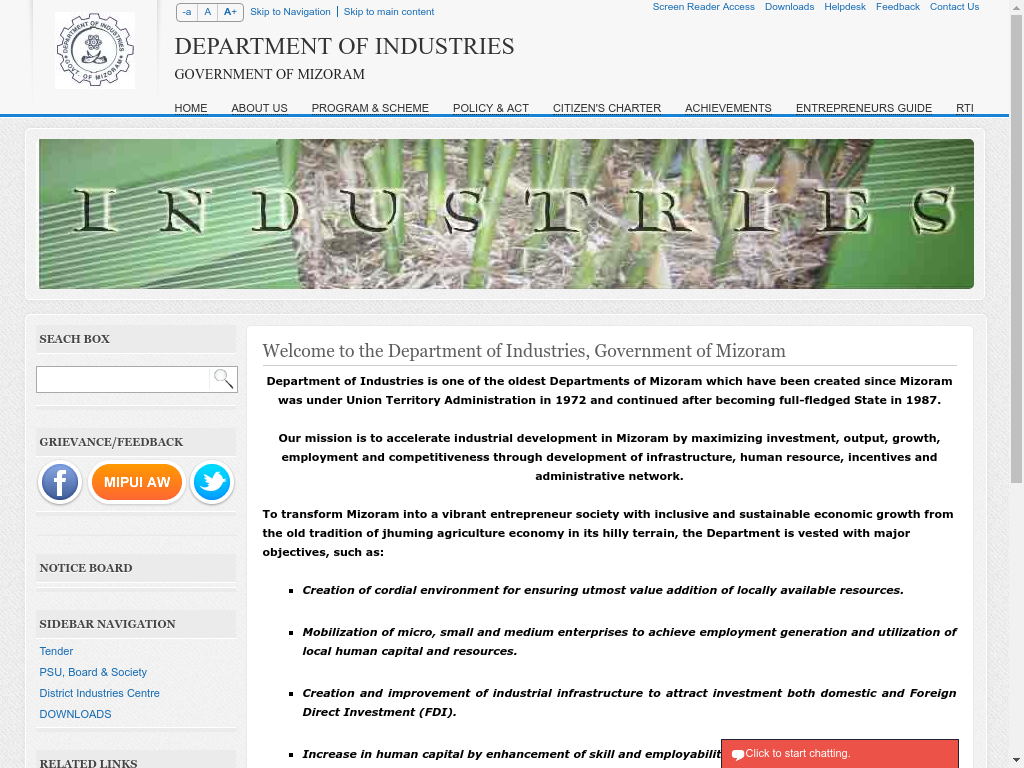 -a A A+ Skip to Navigation | Skip to main content
Screen Reader Access Downloads Helpdesk Feedback Contact Us
DEPARTMENT OF INDUSTRIES GOVT. OF MIZORAM
DEPARTMENT OF INDUSTRIES
GOVERNMENT OF MIZORAM
HOME ABOUT US PROGRAM & SCHEME POLICY & ACT CITIZEN'S CHARTER ACHIEVEMENTS ENTREPRENEURS GUIDE RTI
INDUSTRIES
SEACH BOX
GRIEVANCE/FEEDBACK
f MIPUI AW
NOTICE BOARD
SIDEBAR NAVIGATION
Tender
PSU, Board & Society
District Industries Centre
DOWNLOADS
RELATED LINKS
Welcome to the Department of Industries, Government of Mizoram
Department of Industries is one of the oldest Departments of Mizoram which have been created since Mizoram
was under Union Territory Administration in 1972 and continued after becoming full-fledged State in 1987.
Our mission is to accelerate industrial development in Mizoram by maximizing investment, output, growth,
employment and competitiveness through development of infrastructure, human resource, incentives and
administrative network.
To transform Mizoram into a vibrant entrepreneur society with inclusive and sustainable economic growth from
the old tradition of jhuming agriculture economy in its hilly terrain, the Department is vested with major
objectives, such as:
Creation of cordial environment for ensuring utmost value addition of locally available resources.
Mobilization of micro, small and medium enterprises to achieve employment generation and utilization of
local human capital and resources.
Creation and improvement of industrial infrastructure to attract investment both domestic and Foreign
Direct Investment (FDI).
Increase in human capital by enhancement of skill and employabilit
Click to start chatting.